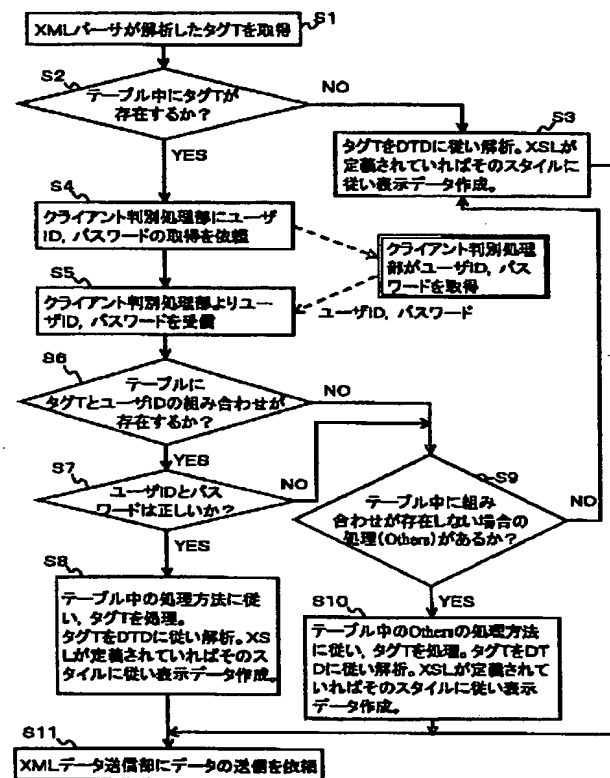 S1
XMLパーサが解析したタグTを取得
S2
テーブル中にタグTが
存在するか？
NO
YES
S3
タグTをDTDに従い解析。XSLが
定義されていればそのスタイルに
従い表示データ作成。
S4
クライアント判別処理部にユーザ
ID, パスワードの取得を依頼
クライアント判別処理
部がユーザID, パス
ワードを取得
S5
クライアント判別処理部よりユー
ザID, パスワードを受信
ユーザID, パスワード
S6
テーブルに
タグTとユーザIDの組み合わせが
存在するか？
NO
YES
S7
ユーザIDとパス
ワードは正しいか？
NO
YES
S9
テーブル中に組み
合わせが存在しない場合の
処理(Others)があるか？
NO
YES
S8
テーブル中の処理方法に従
い, タグTを処理。
タグTをDTDに従い解析。XS
Lが定義されていればそのス
タイルに従い表示データ作成。
S10
テーブル中のOthersの処理方法
に従い, タグTを処理。タグTをDT
Dに従い解析。XSLが定義されて
いればそのスタイルに従い表示
データ作成。
S11
XMLデータ送信部にデータの送信を依頼